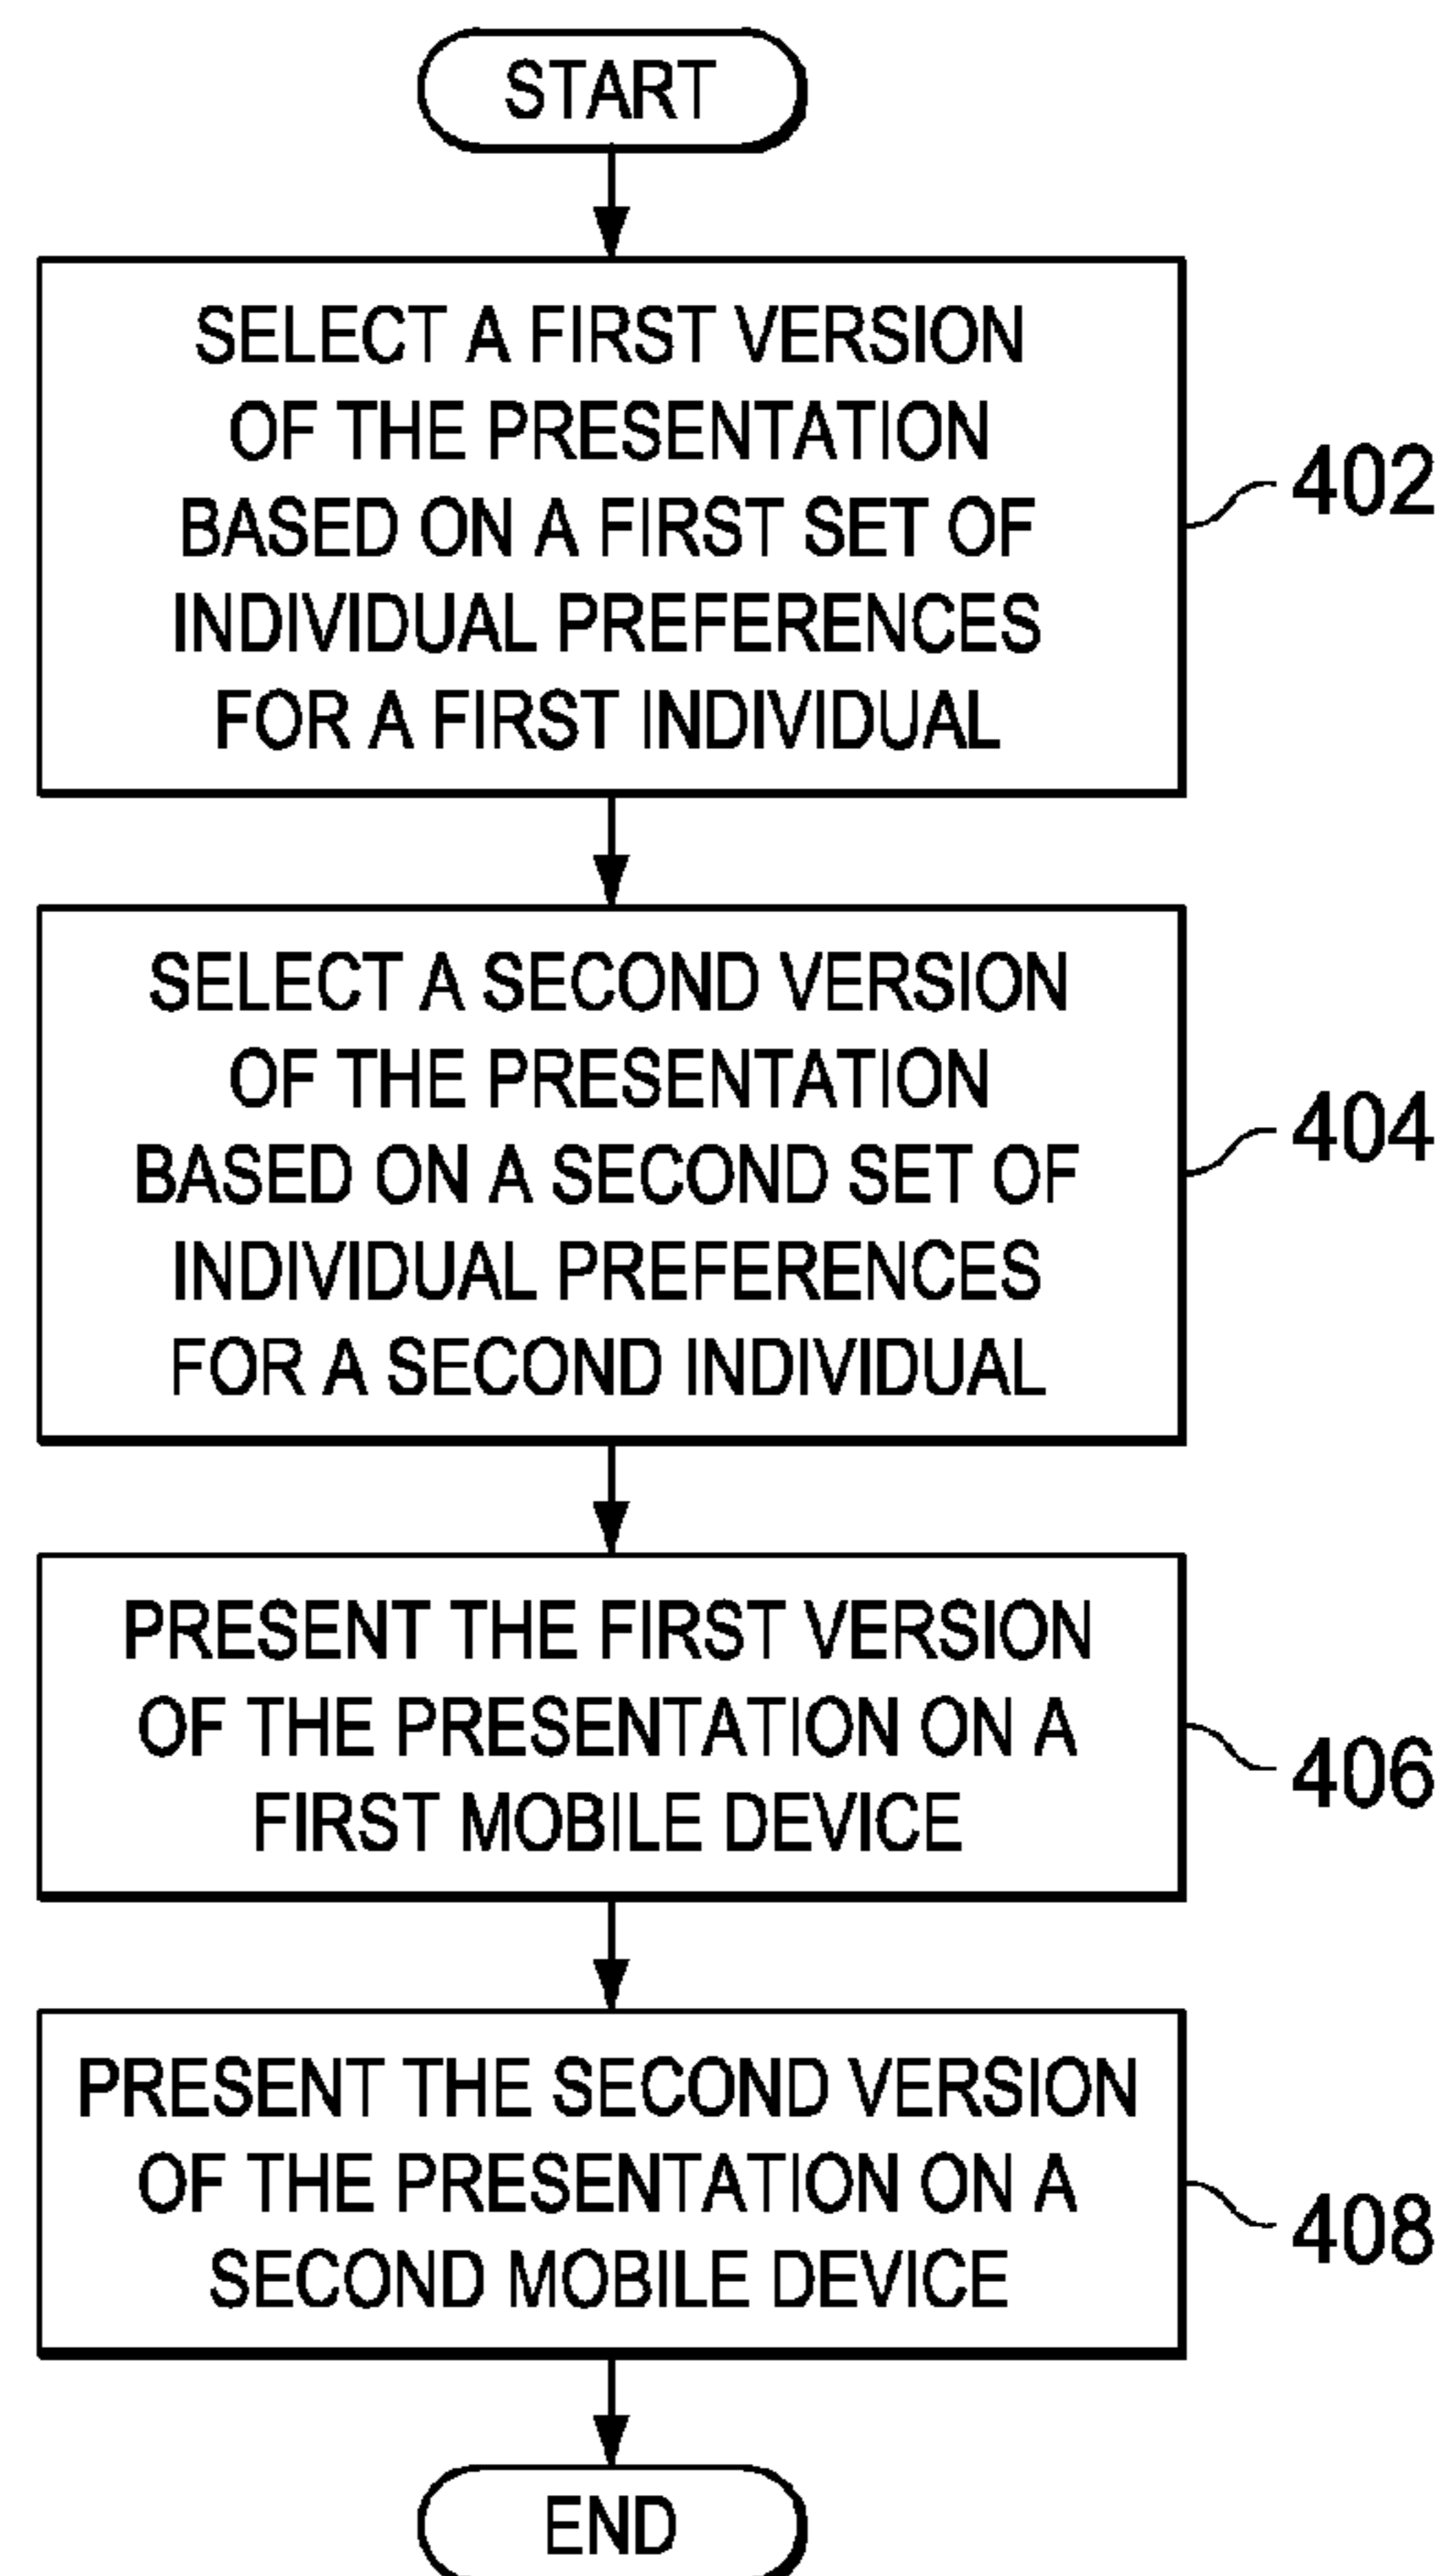 START
SELECT A FIRST VERSION
OF THE PRESENTATION
BASED ON A FIRST SET OF
INDIVIDUAL PREFERENCES
FOR A FIRST INDIVIDUAL
402
SELECT A SECOND VERSION
OF THE PRESENTATION
BASED ON A SECOND SET OF
INDIVIDUAL PREFERENCES
FOR A SECOND INDIVIDUAL
404
PRESENT THE FIRST VERSION
OF THE PRESENTATION ON A
FIRST MOBILE DEVICE
406
PRESENT THE SECOND VERSION
OF THE PRESENTATION ON A
SECOND MOBILE DEVICE
408
END